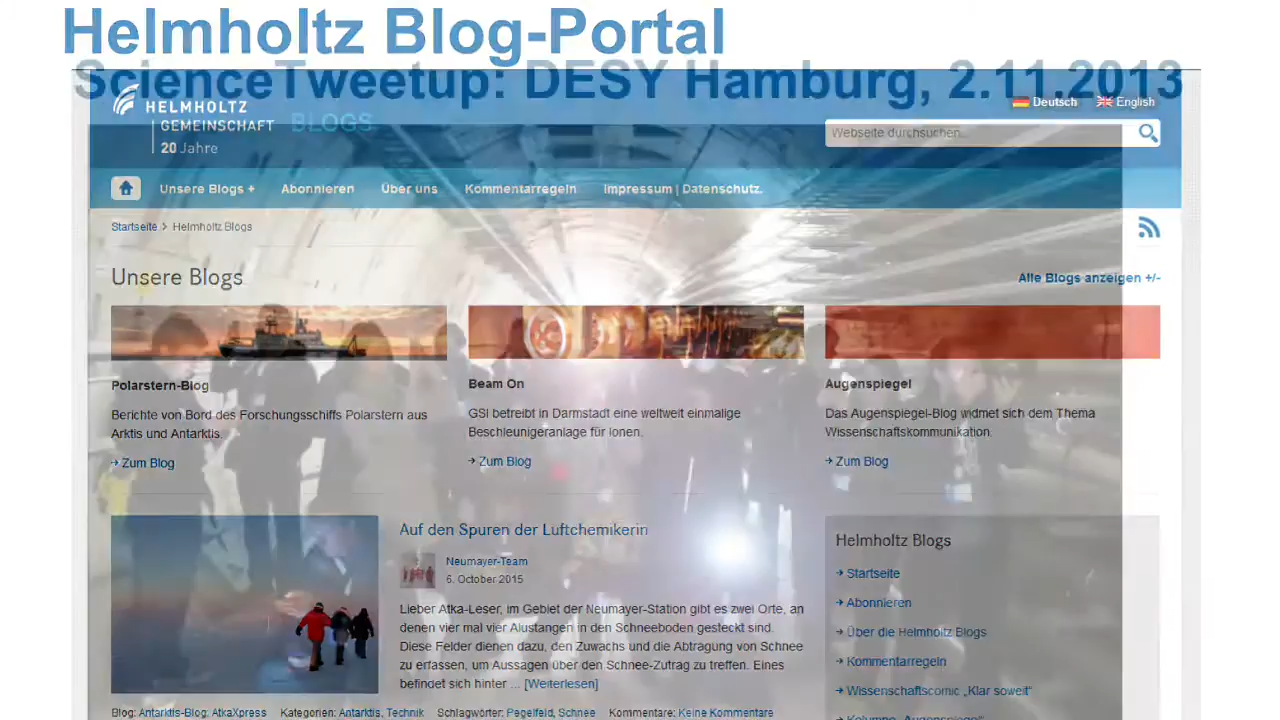 Helmholtz Blog-Portal
ScienceTweetup: DESY Hamburg, 2.11.2013
HELMHOLTZ
GEMEINSCHAFT BLOGS
20 Jahre
Deutsch English
Webseite durchsuchen...
Unsere Blogs + Abonnieren Über uns Kommentarregeln Impressum | Datenschutz
Startseite > Helmholtz Blogs
Unsere Blogs
Alle Blogs anzeigen +/-
Polarstern-Blog
Berichte von Bord des Forschungsschiffs Polarstern aus
Arktis und Antarktis.
Zum Blog
Beam On
GSI betreibt in Darmstadt eine weltweit einmalige
Beschleunigeranlage für Ionen.
Zum Blog
Augenspiegel
Das Augenspiegel-Blog widmet sich dem Thema
Wissenschaftskommunikation.
Zum Blog
Auf den Spuren der Luftchemikerin
Neumayer-Team
6. October 2015
Lieber Atka-Leser, im Gebiet der Neumayer-Station gibt es zwei Orte, an
denen vier mal vier Alustangen in den Schneeboden gesteckt sind.
Diese Felder dienen dazu, den Zuwachs und die Abtragung von Schnee
zu erfassen, um Aussagen über den Schnee-Zutrag zu treffen. Eines
befindet sich hinter ... [Weiterlesen]
Blog: Antarktis-Blog: AtkaXpress Kategorien: Antarktis, Technik Schlagwörter: Pegelfeld, Schnee Kommentare: Keine Kommentare
Helmholtz Blogs
Startseite
Abonnieren
Über die Helmholtz Blogs
Kommentarregeln
Wissenschaftscomic „Klar soweit“
Kolumne „Augenspiegel“